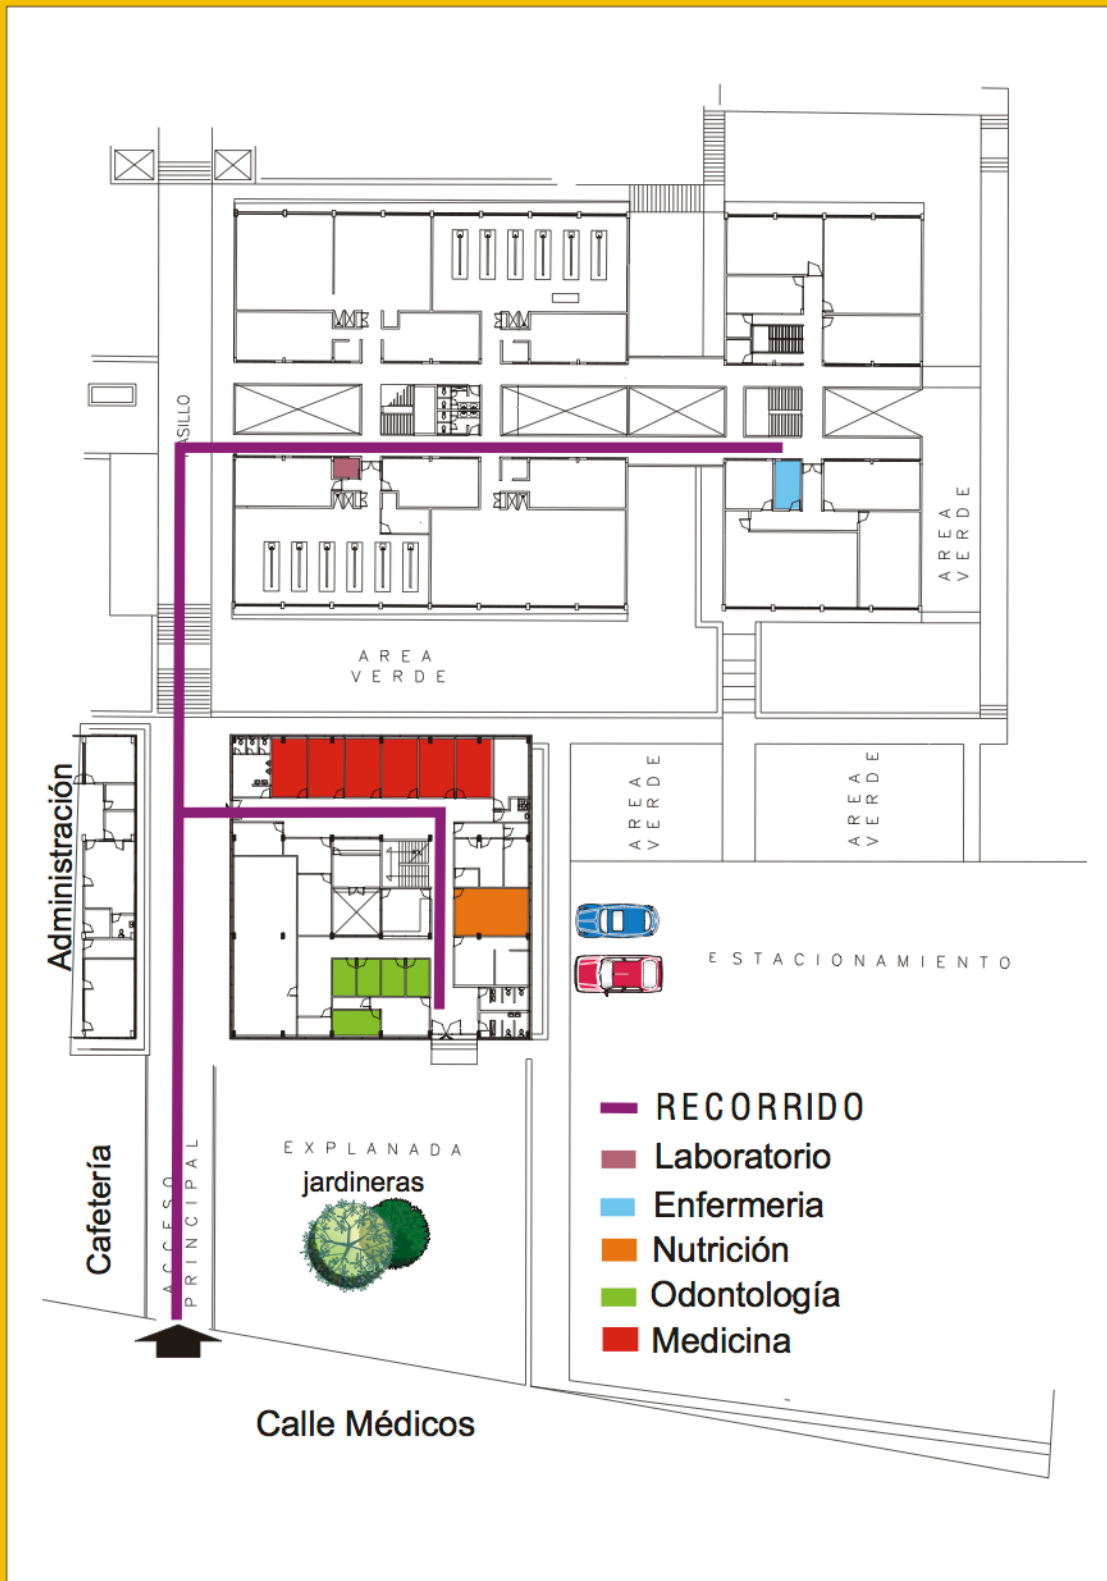 ASILLO
AREA
VERDE
AREA
VERDE
Administración
AREA
VERDE
AREA
VERDE
ESTACIONAMIENTO
Cafetería
ACCESO
PRINCIPAL
EXPLANADA
jardineras
RECORRIDO
Laboratorio
Enfermeria
Nutrición
Odontología
Medicina
Calle Médicos